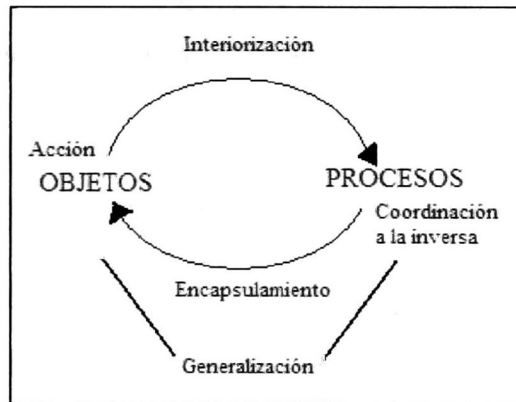 Interiorización
Acción
OBJETOS
PROCESOS
Coordinación
a la inversa
Encapsulamiento
Generalización